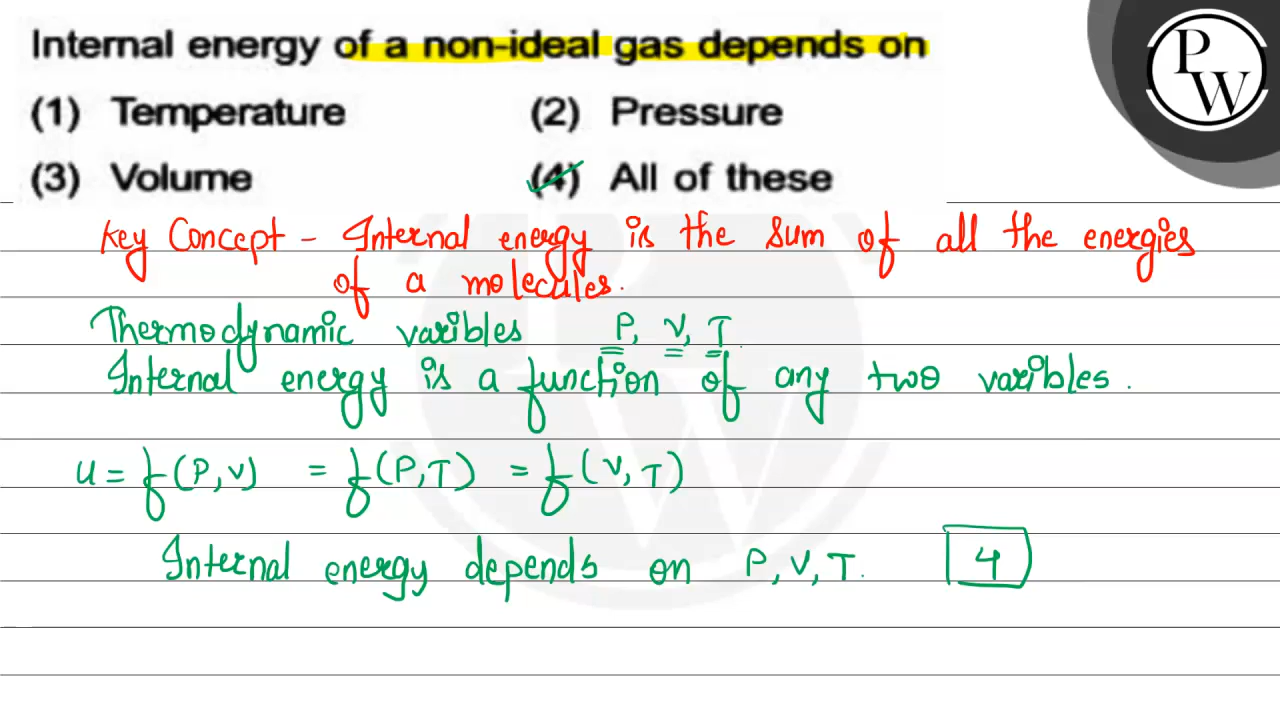 Internal energy of a non-ideal gas depends on
(1) Temperature (2) Pressure
(3) Volume (4) All of these
Key Concept - Internal energy is the sum of all the energies
of a molecules.
Thermodynamic varibles P, V, T
Internal energy is a function of any two varibles.
u = f(P, V) = f(P, T) = f(V, T)
Internal energy depends on P, V, T. 4
PW